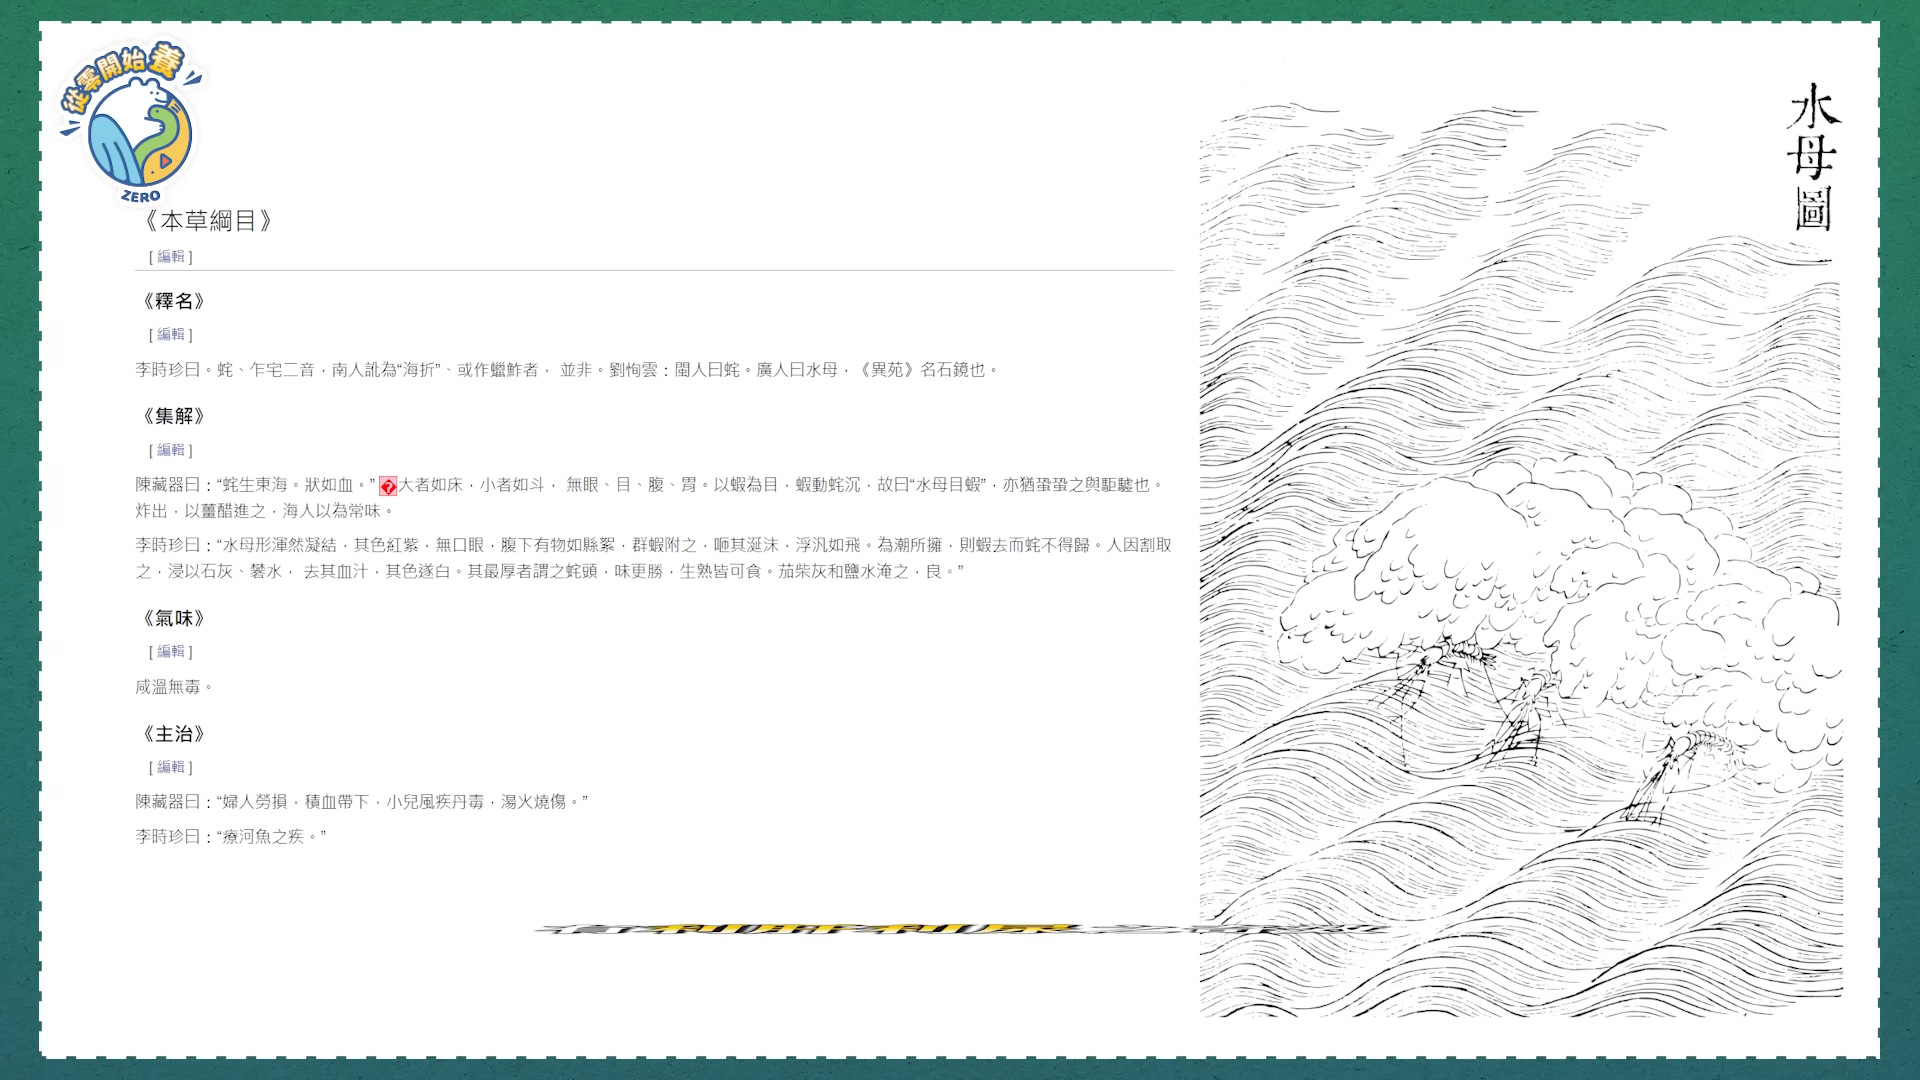 從零開始養
ZERO
《本草綱目》
[ 編輯 ]
《釋名》
[ 編輯 ]
李時珍曰。蛇、乍宅二音，南人訛為“海折”、或作蠟鮓者， 並非。劉恂雲：閩人曰蛇。廣人曰水母，《異苑》名石鏡也。
《集解》
[ 編輯 ]
陳藏器曰：“蛇生東海。狀如血。” �大者如床，小者如斗， 無眼、目、腹、胃。以蝦為目，蝦動蛇沉，故曰“水母目蝦”，亦猶蛩蛩之與駏驉也。
炸出，以薑醋進之，海人以為常味。
李時珍曰：“水母形渾然凝結，其色紅紫，無口眼，腹下有物如縣絮，群蝦附之，咂其涎沫，浮汎如飛。為潮所擁，則蝦去而蛇不得歸。人因割取
之，浸以石灰、礬水， 去其血汁，其色遂白。其最厚者謂之蛇頭，味更勝，生熟皆可食。茄柴灰和鹽水淹之，良。”
《氣味》
[ 編輯 ]
咸溫無毒。
《主治》
[ 編輯 ]
陳藏器曰：“婦人勞損，積血帶下，小兒風疾丹毒，湯火燒傷。”
李時珍曰：“療河魚之疾。”
水母圖